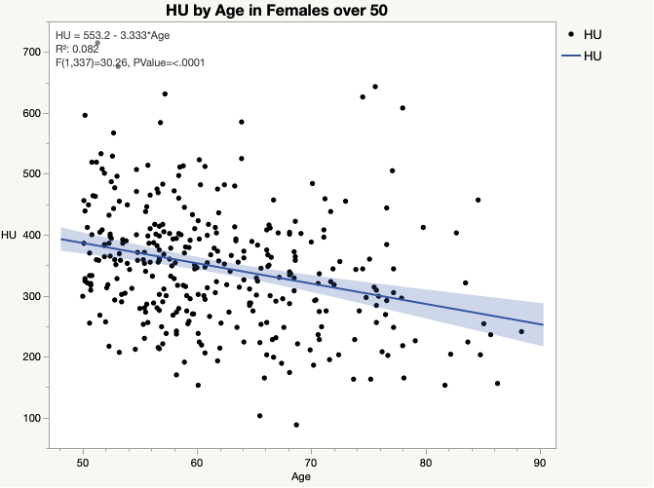 HU by Age in Females over 50
HU = 553.2 - 3.333*Age
R²: 0.082
F(1,337)=30.26, PValue=<.0001
HU
HU
700
600
500
400
300
200
100
HU
50 60 70 80 90
Age